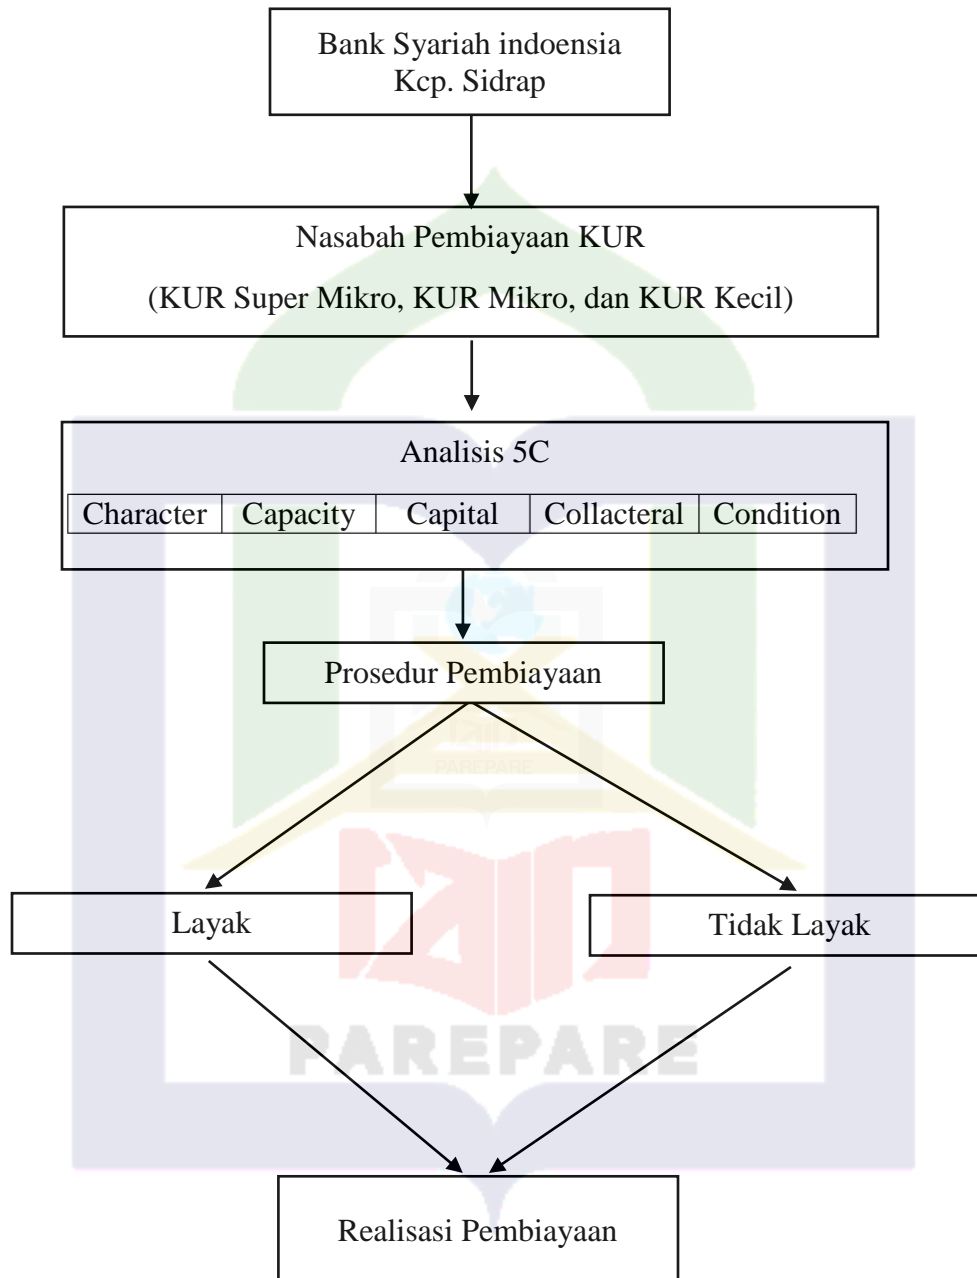 Bank Syariah indoensia
Kcp. Sidrap
Nasabah Pembiayaan KUR
(KUR Super Mikro, KUR Mikro, dan KUR Kecil)
Analisis 5C
Character Capacity Capital Collacteral Condition
Prosedur Pembiayaan
PAREPARE
Layak
Tidak Layak
PAREPARE
Realisasi Pembiayaan